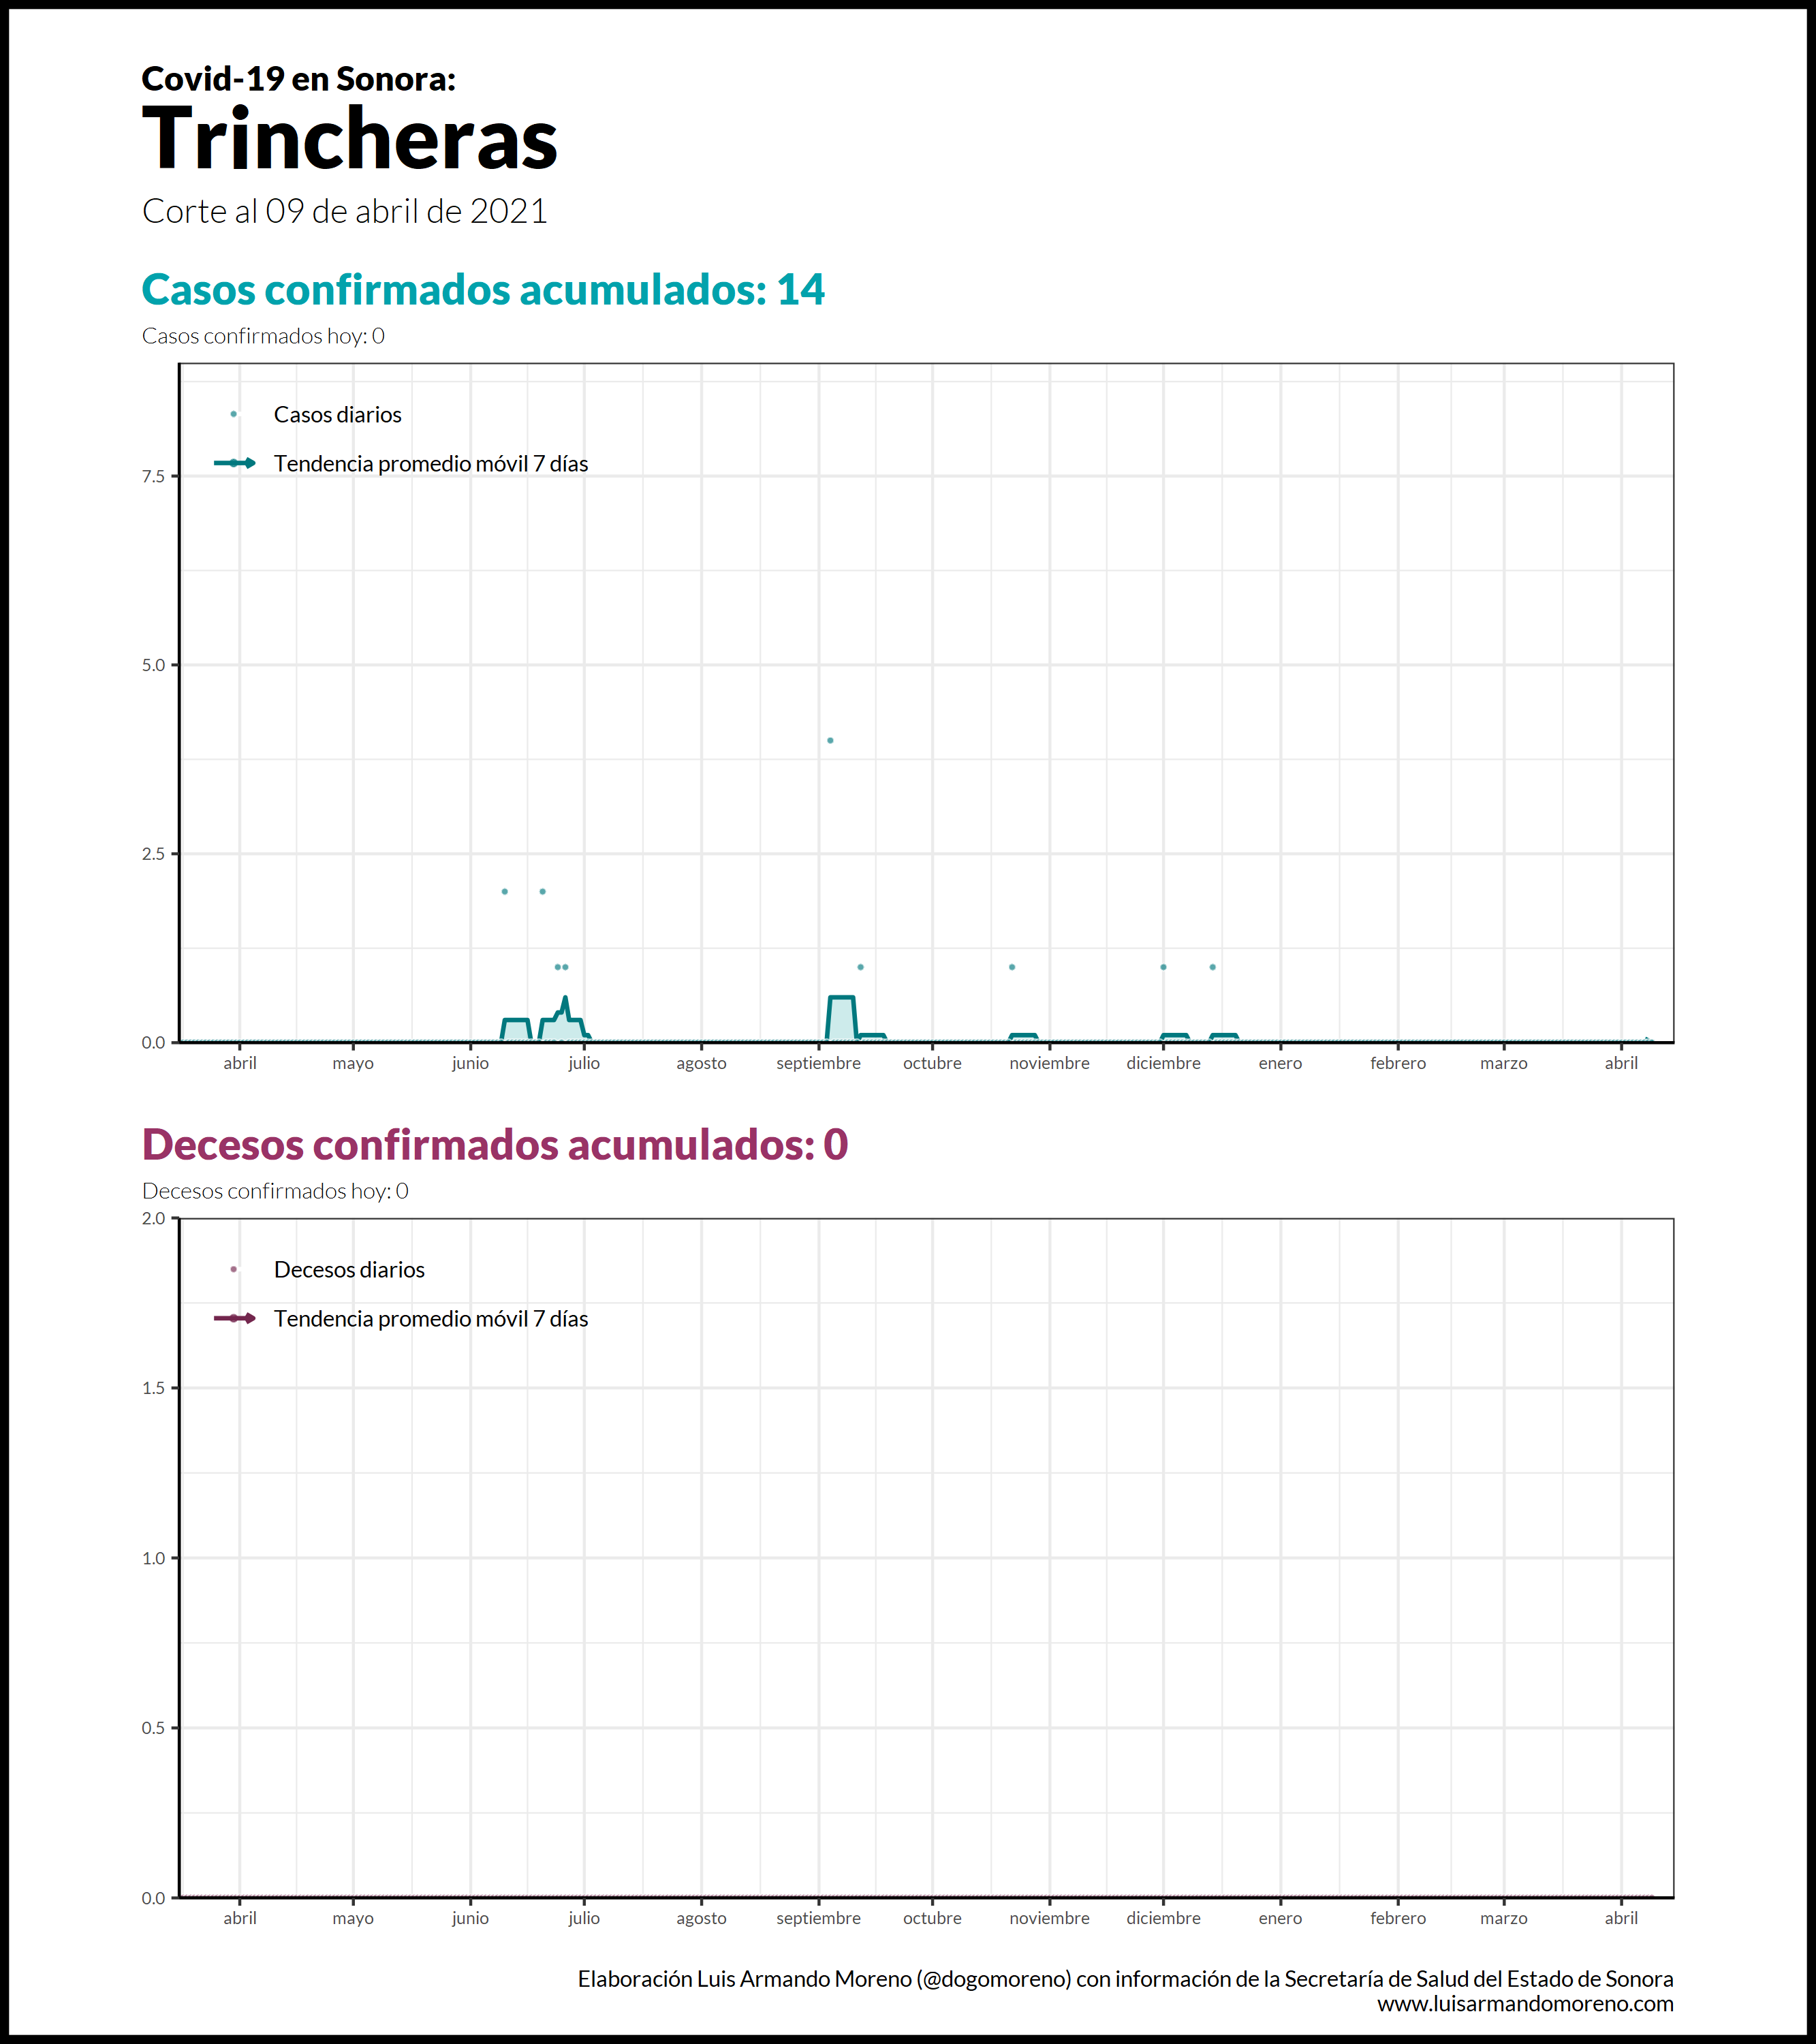 Covid-19 en Sonora:
Trincheras
Corte al 09 de abril de 2021
Casos confirmados acumulados: 14
Casos confirmados hoy: 0
Casos diarios
Tendencia promedio móvil 7 días
7.5
5.0
2.5
0.0
abril mayo junio julio agosto septiembre octubre noviembre diciembre enero febrero marzo abril
Decesos confirmados acumulados: 0
Decesos confirmados hoy: 0
2.0
Decesos diarios
Tendencia promedio móvil 7 días
1.5
1.0
0.5
0.0
abril mayo junio julio agosto septiembre octubre noviembre diciembre enero febrero marzo abril
Elaboración Luis Armando Moreno (@dogomoreno) con información de la Secretaría de Salud del Estado de Sonora
www.luisarmandomoreno.com